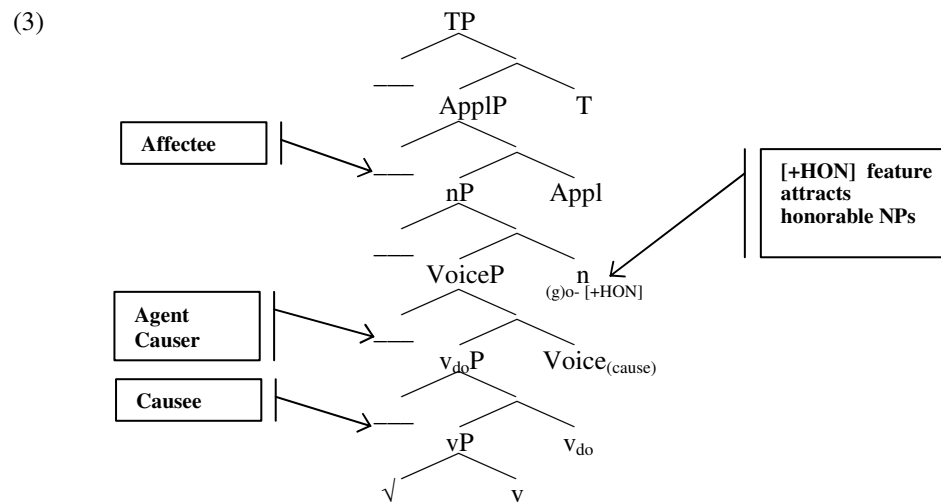 (3)
TP
___ T
ApplP
Affectee
[+HON] feature
attracts
honorable NPs
___ Appl
nP
___ n
VoiceP (g)o- [+HON]
Agent
Causer
___ Voice(cause)
vdoP
Causee
___ vdo
vP
√ v